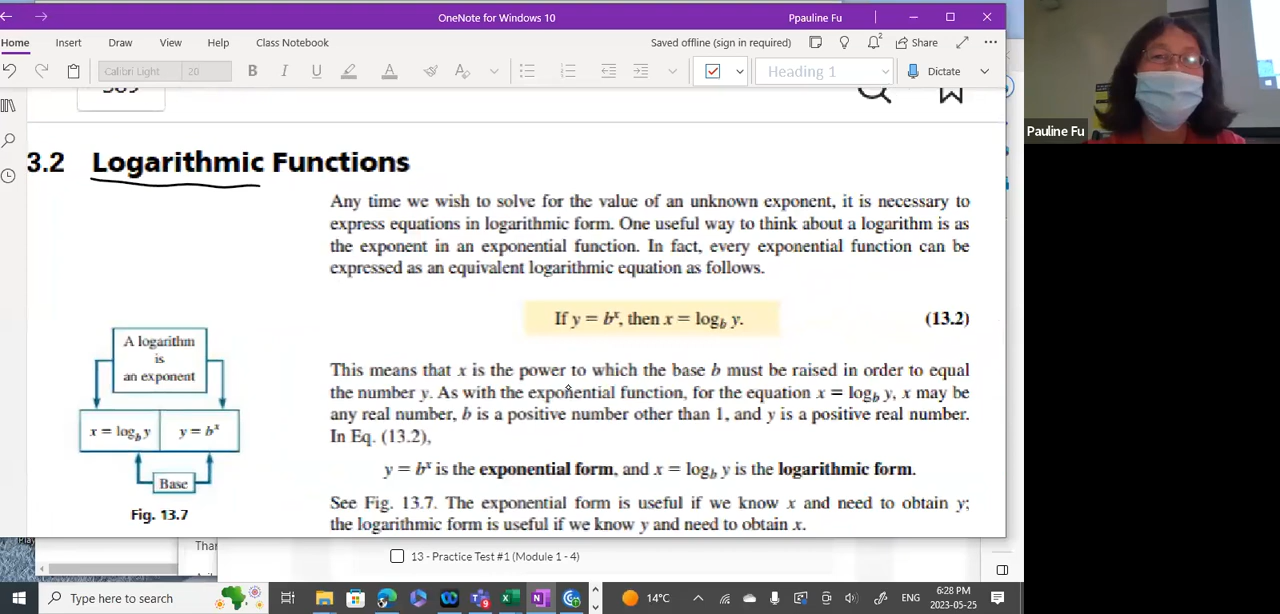 OneNote for Windows 10
Ppauline Fu
Home Insert Draw View Help Class Notebook
Saved offline (sign in required)
Share
Calibri Light 20
B I U A
Heading 1
Dictate
Pauline Fu
3.2 Logarithmic Functions
Any time we wish to solve for the value of an unknown exponent, it is necessary to
express equations in logarithmic form. One useful way to think about a logarithm is as
the exponent in an exponential function. In fact, every exponential function can be
expressed as an equivalent logarithmic equation as follows.
If y = bˣ, then x = log_b y.
(13.2)
This means that x is the power to which the base b must be raised in order to equal
the number y. As with the exponential function, for the equation x = log_b y, x may be
any real number, b is a positive number other than 1, and y is a positive real number.
In Eq. (13.2),
y = bˣ is the exponential form, and x = log_b y is the logarithmic form.
See Fig. 13.7. The exponential form is useful if we know x and need to obtain y;
the logarithmic form is useful if we know y and need to obtain x.
A logarithm
is
an exponent
x = log_b y
y = bˣ
Base
Fig. 13.7
13 - Practice Test #1 (Module 1 - 4)
Type here to search
14°C
ENG
6:28 PM
2023-05-25